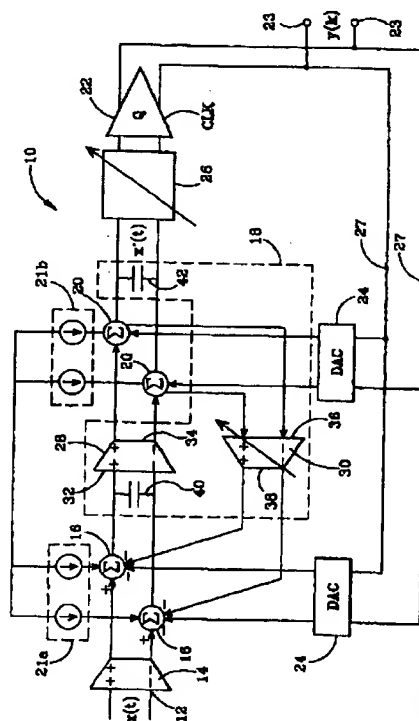 10
21a
21b
22
16
28
20
Σ
Σ
Q
x(t)
32
34
x'(t)
20
Σ
Σ
CLK
12
14
16
40
42
26
18
38
30
36
23
y(k)
23
DAC
24
DAC
24
27
27
+
+
+
+
+
+
+
+
−
−